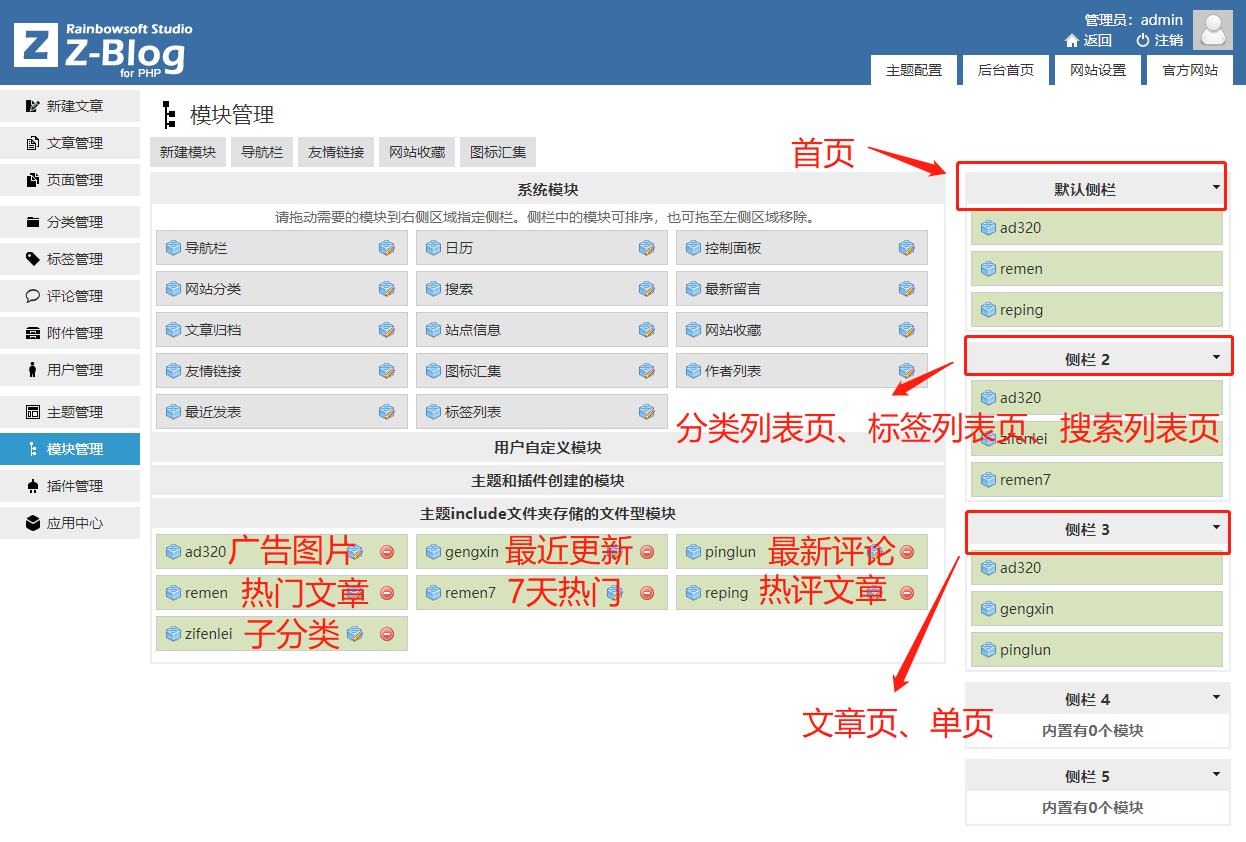 Rainbowsoft Studio
Z Z-Blog
for PHP
管理员：admin
返回 注销
主题配置 后台首页 网站设置 官方网站
新建文章
文章管理
页面管理
分类管理
标签管理
评论管理
附件管理
用户管理
主题管理
模块管理
插件管理
应用中心
模块管理
新建模块 导航栏 友情链接 网站收藏 图标汇集
系统模块
请拖动需要的模块到右侧区域指定侧栏。侧栏中的模块可排序，也可拖至左侧区域移除。
导航栏 日历 控制面板
网站分类 搜索 最新留言
文章归档 站点信息 网站收藏
友情链接 图标汇集 作者列表
最近发表 标签列表
用户自定义模块
主题和插件创建的模块
主题include文件夹存储的文件型模块
ad320 广告图片 gengxin 最近更新 pinglun 最新评论
remen 热门文章 remen7 7天热门 reping 热评文章
zifenlei 子分类
首页
默认侧栏
ad320
remen
reping
侧栏 2
ad320
分类列表页、标签列表页、搜索列表页
zifenlei
remen7
侧栏 3
ad320
gengxin
pinglun
文章页、单页
侧栏 4
内置有0个模块
侧栏 5
内置有0个模块